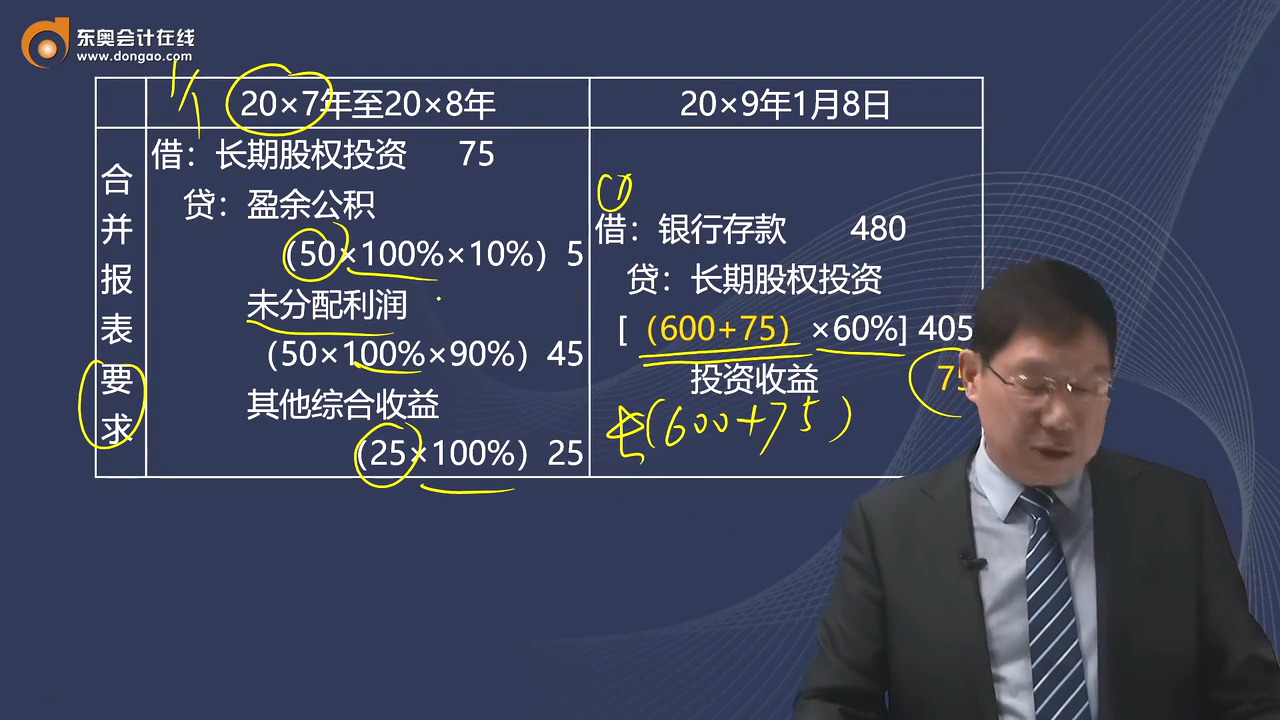 东奥会计在线
www.dongao.com
20×7年至20×8年
20×9年1月8日
合并报表要求
借：长期股权投资 75
贷：盈余公积
（50×100%×10%）5
未分配利润
（50×100%×90%）45
其他综合收益
（25×100%）25
(1)
借：银行存款 480
贷：长期股权投资
[（600+75）×60%] 405
投资收益
(600+75)